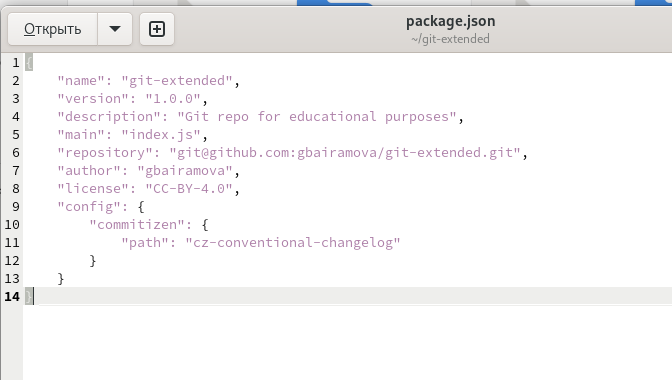 Открыть
package.json
~/git-extended
1 {
2 "name": "git-extended",
3 "version": "1.0.0",
4 "description": "Git repo for educational purposes",
5 "main": "index.js",
6 "repository": "git@github.com:gbairamova/git-extended.git",
7 "author": "gbairamova",
8 "license": "CC-BY-4.0",
9 "config": {
10 "commitizen": {
11 "path": "cz-conventional-changelog"
12 }
13 }
14 }